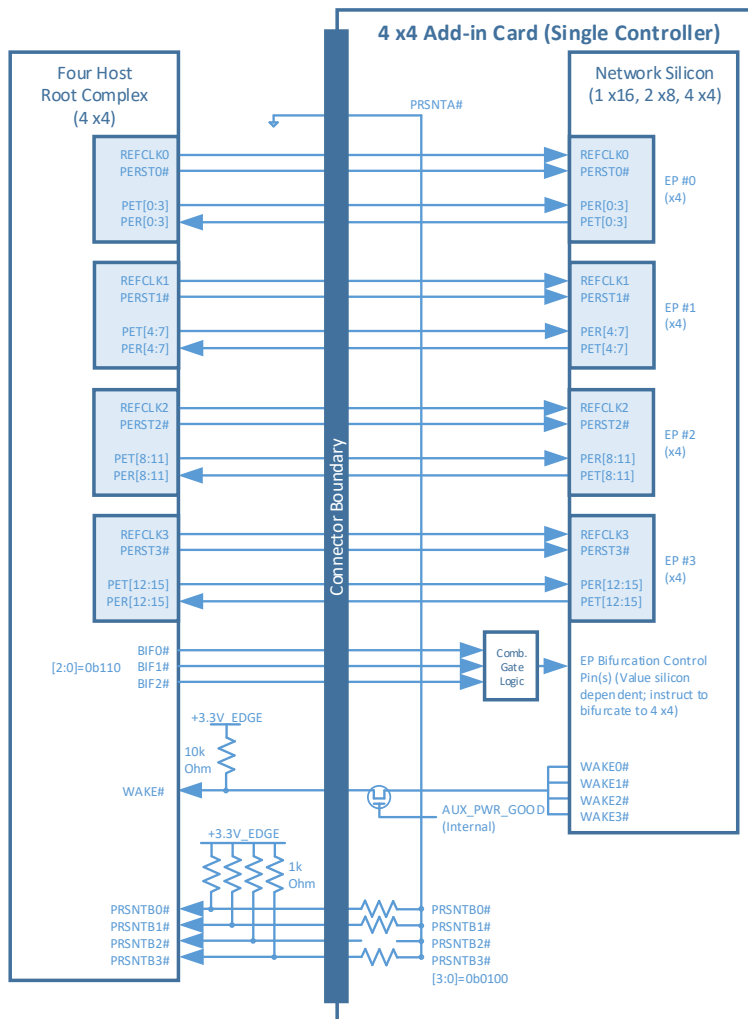 4 x4 Add-in Card (Single Controller)
Four Host
Root Complex
(4 x4)
Network Silicon
(1 x16, 2 x8, 4 x4)
PRSNTA#
REFCLK0
PERST0#
PET[0:3]
PER[0:3]
REFCLK0
PERST0#
PER[0:3]
PET[0:3]
EP #0
(x4)
REFCLK1
PERST1#
PET[4:7]
PER[4:7]
REFCLK1
PERST1#
PER[4:7]
PET[4:7]
EP #1
(x4)
REFCLK2
PERST2#
PET[8:11]
PER[8:11]
REFCLK2
PERST2#
PER[8:11]
PET[8:11]
EP #2
(x4)
REFCLK3
PERST3#
PET[12:15]
PER[12:15]
REFCLK3
PERST3#
PER[12:15]
PET[12:15]
EP #3
(x4)
Connector Boundary
BIF0#
BIF1#
BIF2#
[2:0]=0b110
Comb.
Gate
Logic
EP Bifurcation Control
Pin(s) (Value silicon
dependent; instruct to
bifurcate to 4 x4)
+3.3V_EDGE
10k
Ohm
WAKE#
WAKE0#
WAKE1#
WAKE2#
WAKE3#
AUX_PWR_GOOD
(Internal)
+3.3V_EDGE
1k
Ohm
PRSNTB0#
PRSNTB1#
PRSNTB2#
PRSNTB3#
PRSNTB0#
PRSNTB1#
PRSNTB2#
PRSNTB3#
[3:0]=0b0100